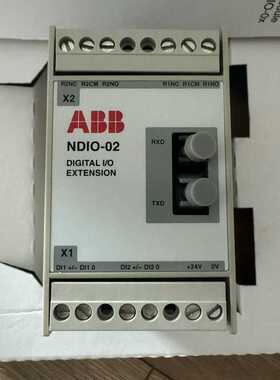 R2NC R2CM R2NO R1NC R1CM R1NO
X2
ABB
NDIO-02
DIGITAL I/O
EXTENSION
RXD
TXD
X1
DI1 +/~ DI1 0 DI2 +/~ DI2 0 +24V 0V